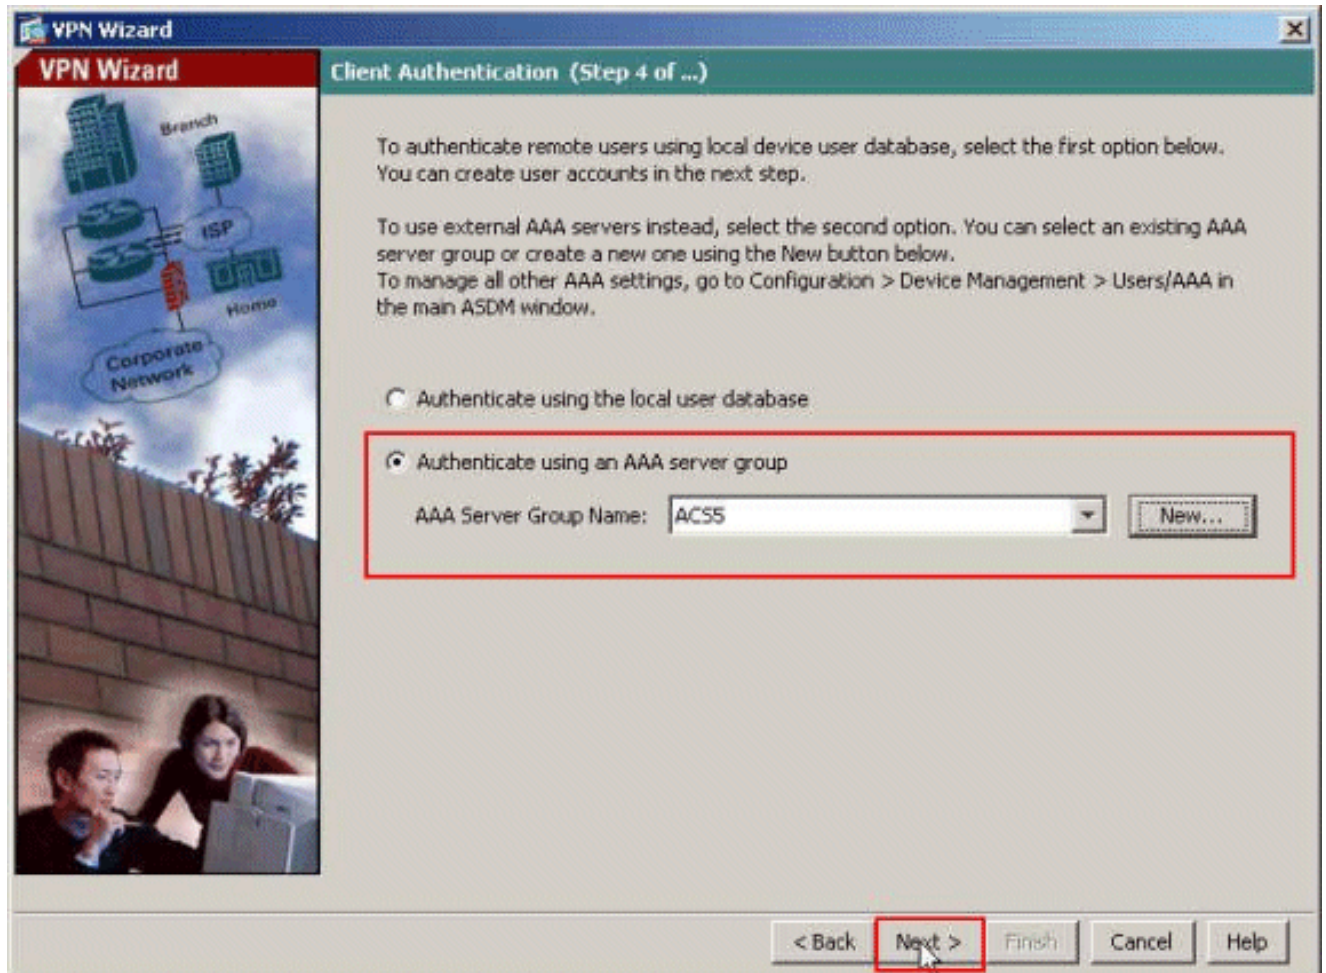 VPN Wizard
VPN Wizard
Client Authentication (Step 4 of ...)
Branch
ISP
Home
Corporate
Network
To authenticate remote users using local device user database, select the first option below.
You can create user accounts in the next step.
To use external AAA servers instead, select the second option. You can select an existing AAA
server group or create a new one using the New button below.
To manage all other AAA settings, go to Configuration > Device Management > Users/AAA in
the main ASDM window.
Authenticate using the local user database
Authenticate using an AAA server group
AAA Server Group Name: ACS5 New...
< Back Next > Finish Cancel Help